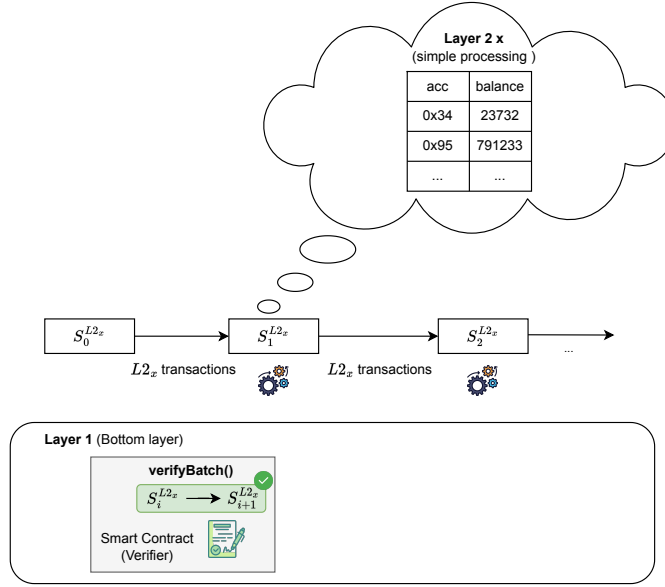 Layer 2 x
(simple processing )
acc balance
0x34 23732
0x95 791233
... ...
$S_0^{L2_x}$ $S_1^{L2_x}$ $S_2^{L2_x}$ ...
$L2_x$ transactions $L2_x$ transactions
Layer 1 (Bottom layer)
verifyBatch()
$S_i^{L2_x}$ ⟶ $S_{i+1}^{L2_x}$
Smart Contract
(Verifier)